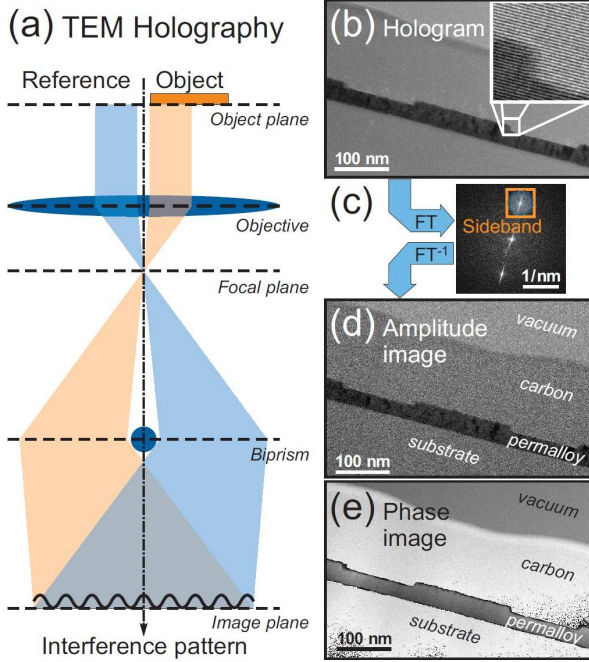 (a) TEM Holography
Reference Object
Object plane
Objective
Focal plane
Biprism
Image plane
Interference pattern
(b) Hologram
100 nm
(c)
FT
Sideband
FT-1
1/nm
(d) Amplitude
image
vacuum
carbon
permalloy
substrate
100 nm
(e) Phase
image
vacuum
carbon
permalloy
substrate
100 nm